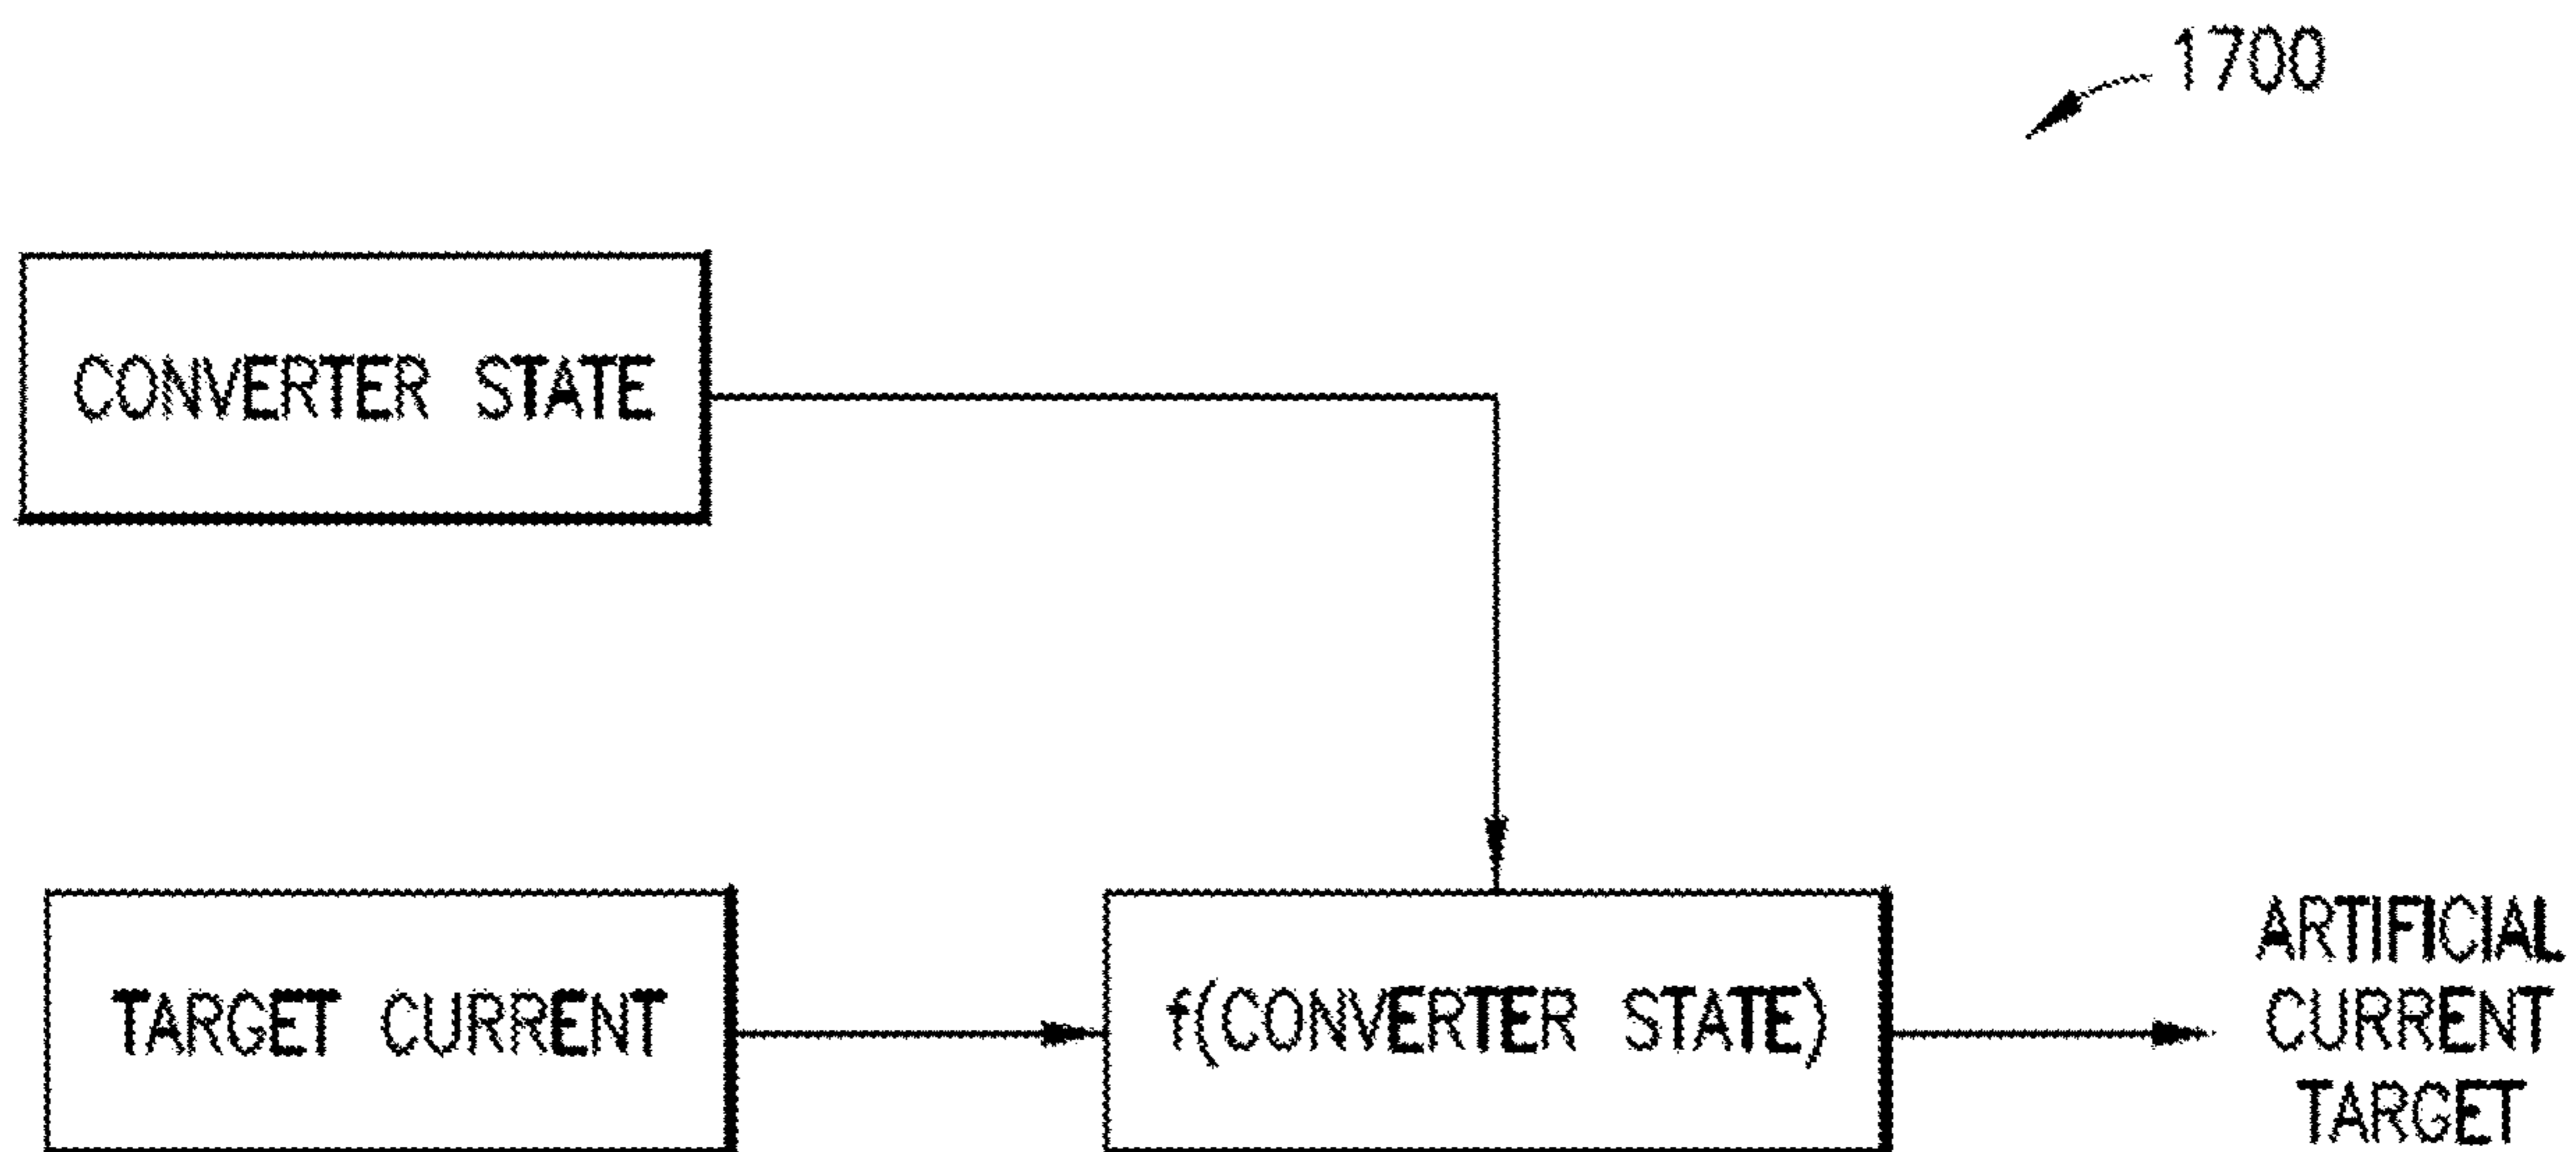 1700
CONVERTER STATE
TARGET CURRENT
f(CONVERTER STATE)
ARTIFICIAL
CURRENT
TARGET